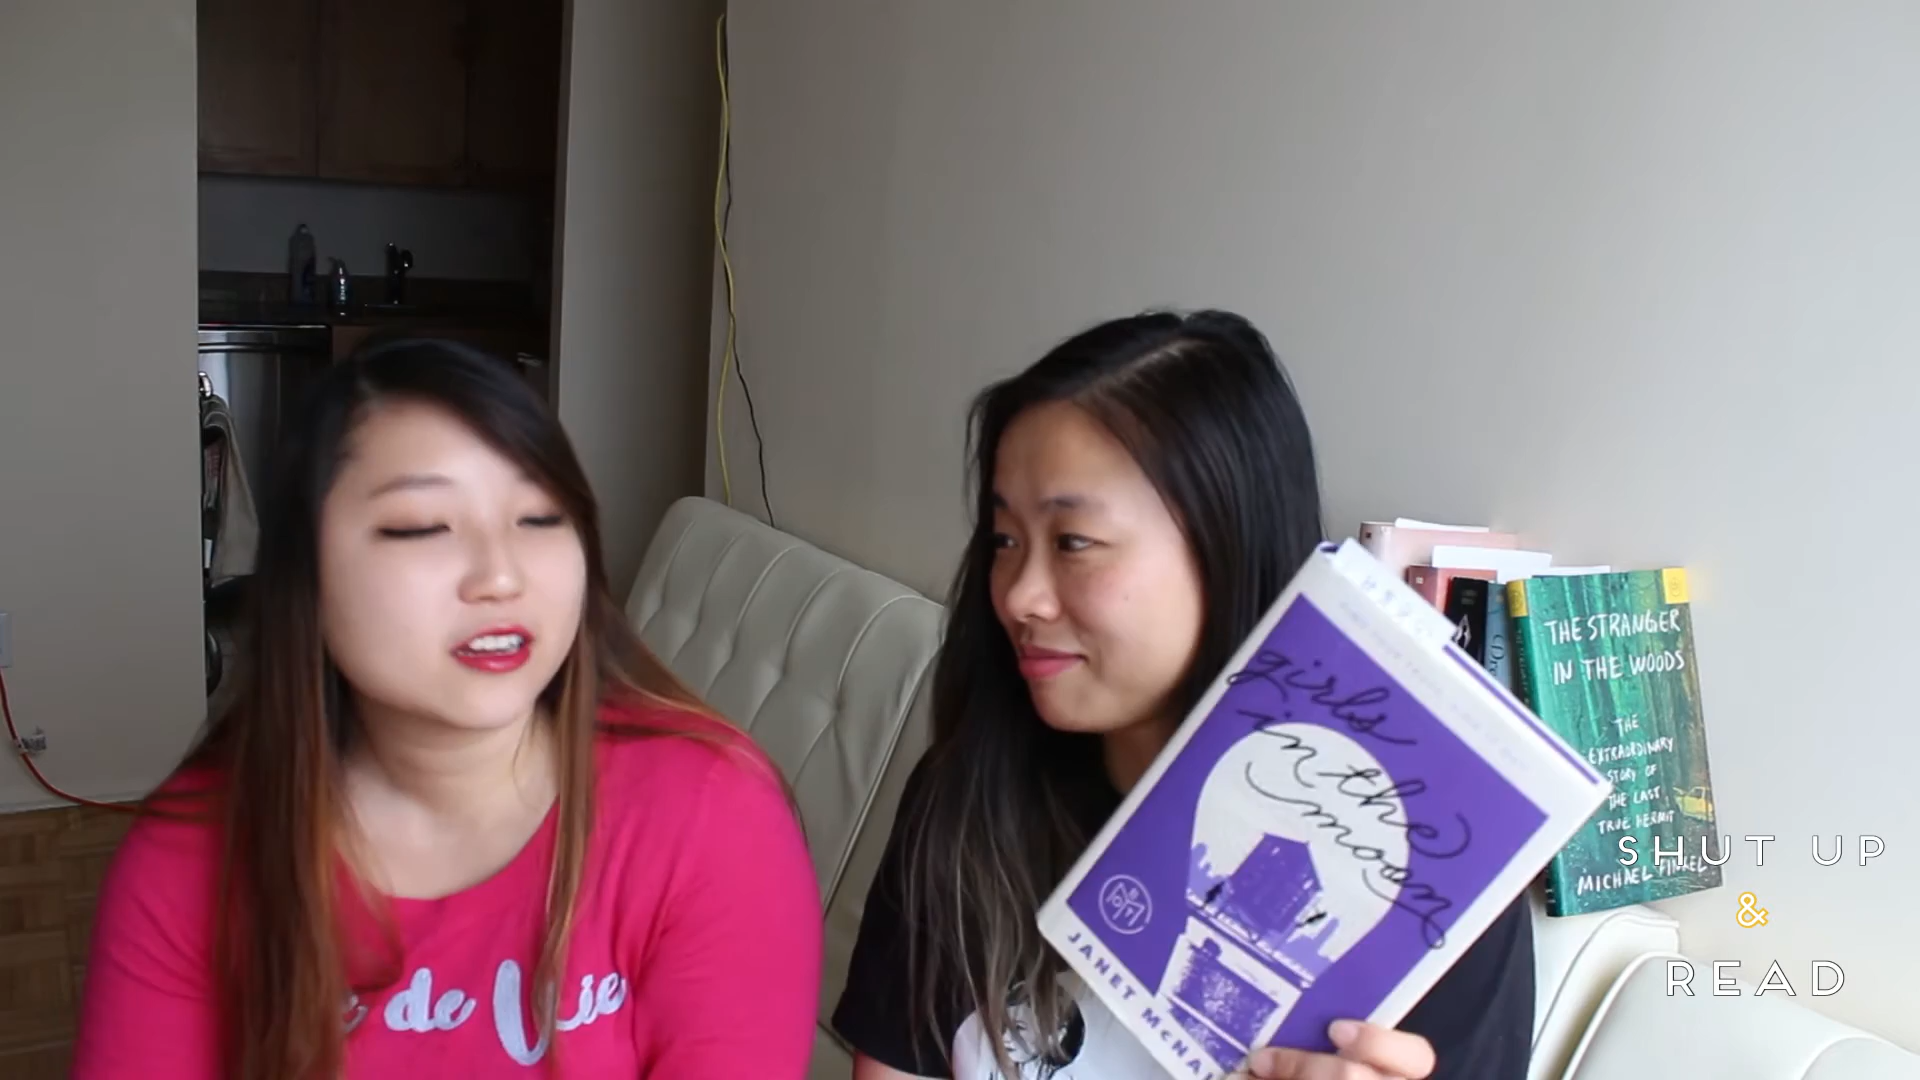 girls
in the
moon
JANET McNA
THE STRANGER
IN THE WOODS
THE
EXTRAORDINARY
STORY OF
THE LAST
TRUE HERMIT
MICHAEL FINKEL
de Vie
SHUT UP
&
READ